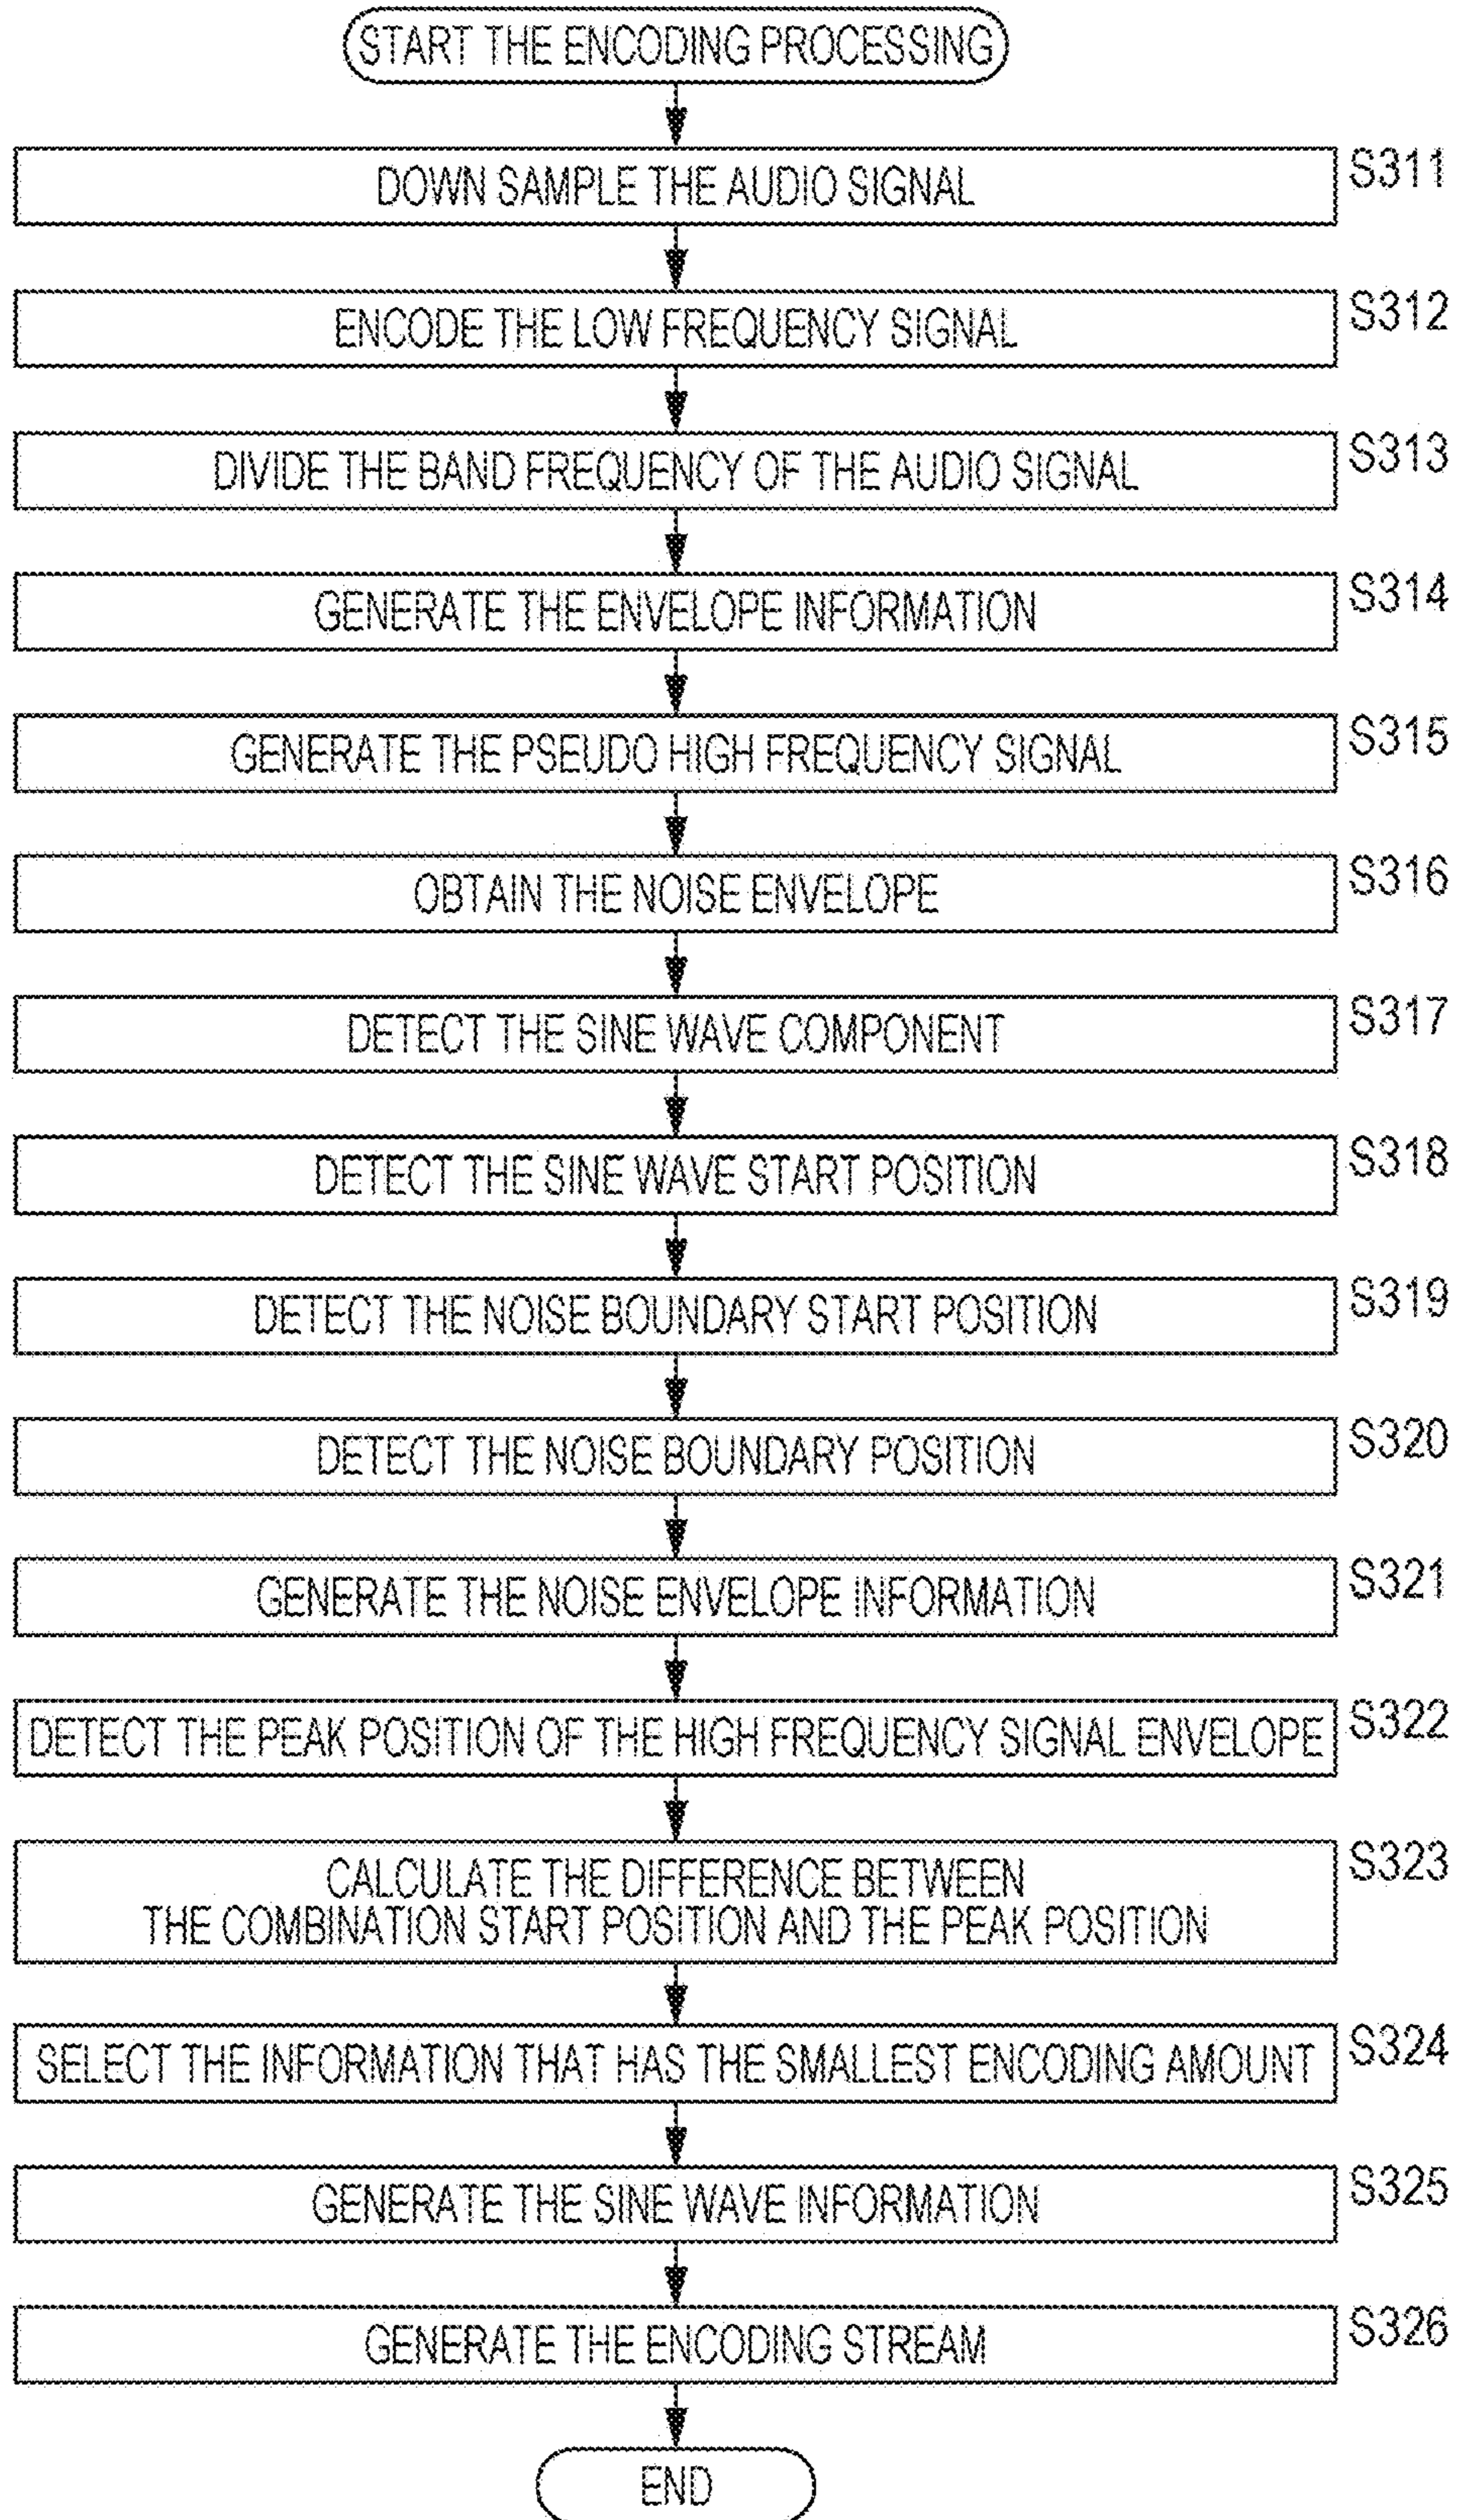 START THE ENCODING PROCESSING
DOWN SAMPLE THE AUDIO SIGNAL
S311
ENCODE THE LOW FREQUENCY SIGNAL
S312
DIVIDE THE BAND FREQUENCY OF THE AUDIO SIGNAL
S313
GENERATE THE ENVELOPE INFORMATION
S314
GENERATE THE PSEUDO HIGH FREQUENCY SIGNAL
S315
OBTAIN THE NOISE ENVELOPE
S316
DETECT THE SINE WAVE COMPONENT
S317
DETECT THE SINE WAVE START POSITION
S318
DETECT THE NOISE BOUNDARY START POSITION
S319
DETECT THE NOISE BOUNDARY POSITION
S320
GENERATE THE NOISE ENVELOPE INFORMATION
S321
DETECT THE PEAK POSITION OF THE HIGH FREQUENCY SIGNAL ENVELOPE
S322
CALCULATE THE DIFFERENCE BETWEEN
THE COMBINATION START POSITION AND THE PEAK POSITION
S323
SELECT THE INFORMATION THAT HAS THE SMALLEST ENCODING AMOUNT
S324
GENERATE THE SINE WAVE INFORMATION
S325
GENERATE THE ENCODING STREAM
S326
END